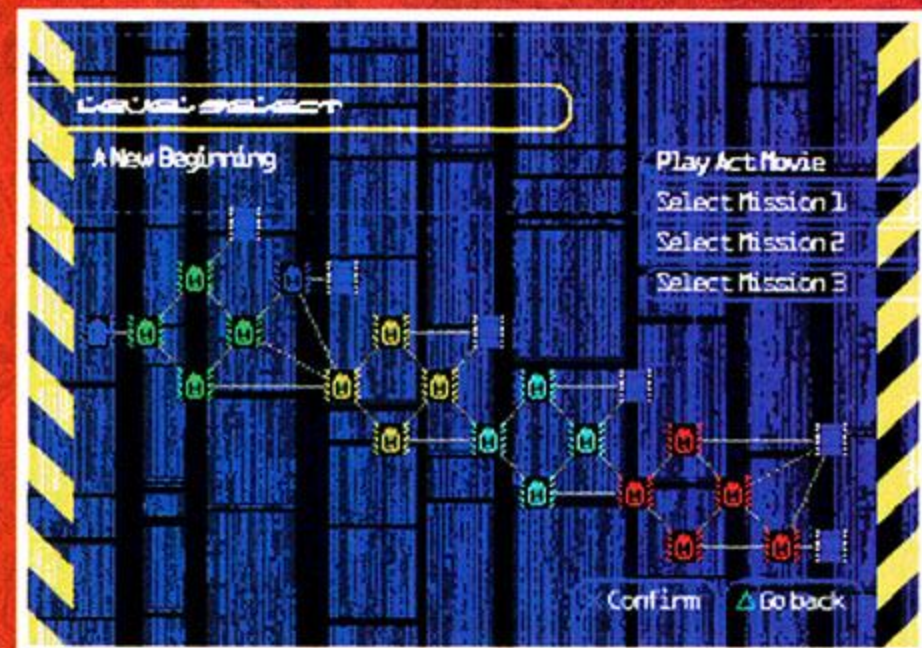 LEVEL SELECT
A New Beginning
Play Act Movie
Select Mission 1
Select Mission 2
Select Mission 3
Confirm
Go back